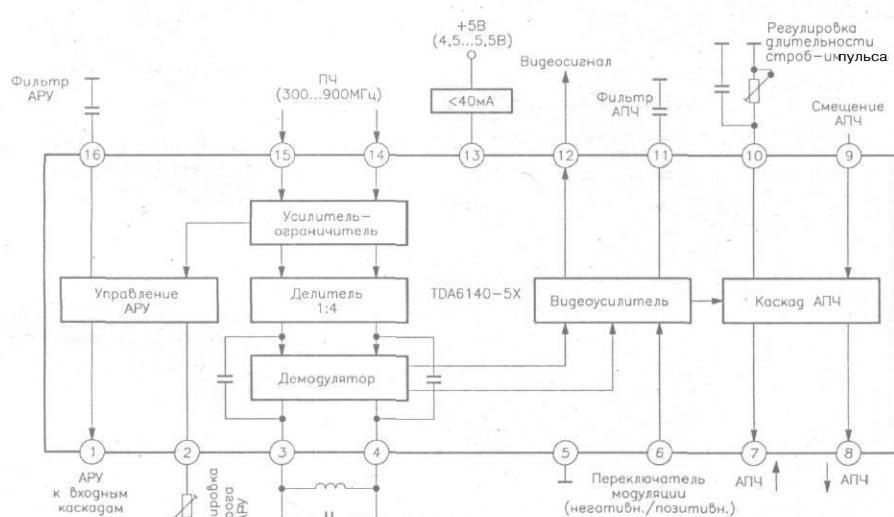 +5В
(4,5...5,5В)
Регулировка
длительности
строб-импульса
Фильтр
АРУ
ПЧ
(300...900МГц)
<40мА
Видеосигнал
Фильтр
АПЧ
Смещение
АПЧ
16
15
14
13
12
11
10
9
Усилитель-
ограничитель
Управление
АРУ
Делитель
1:4
TDA6140-5X
Видеоусилитель
Каскад АПЧ
Демодулятор
1
2
3
4
5
6
7
8
АРУ
к входным
каскадам
АРУ
Переключатель
модуляции
(негативн./позитивн.)
АПЧ
АПЧ